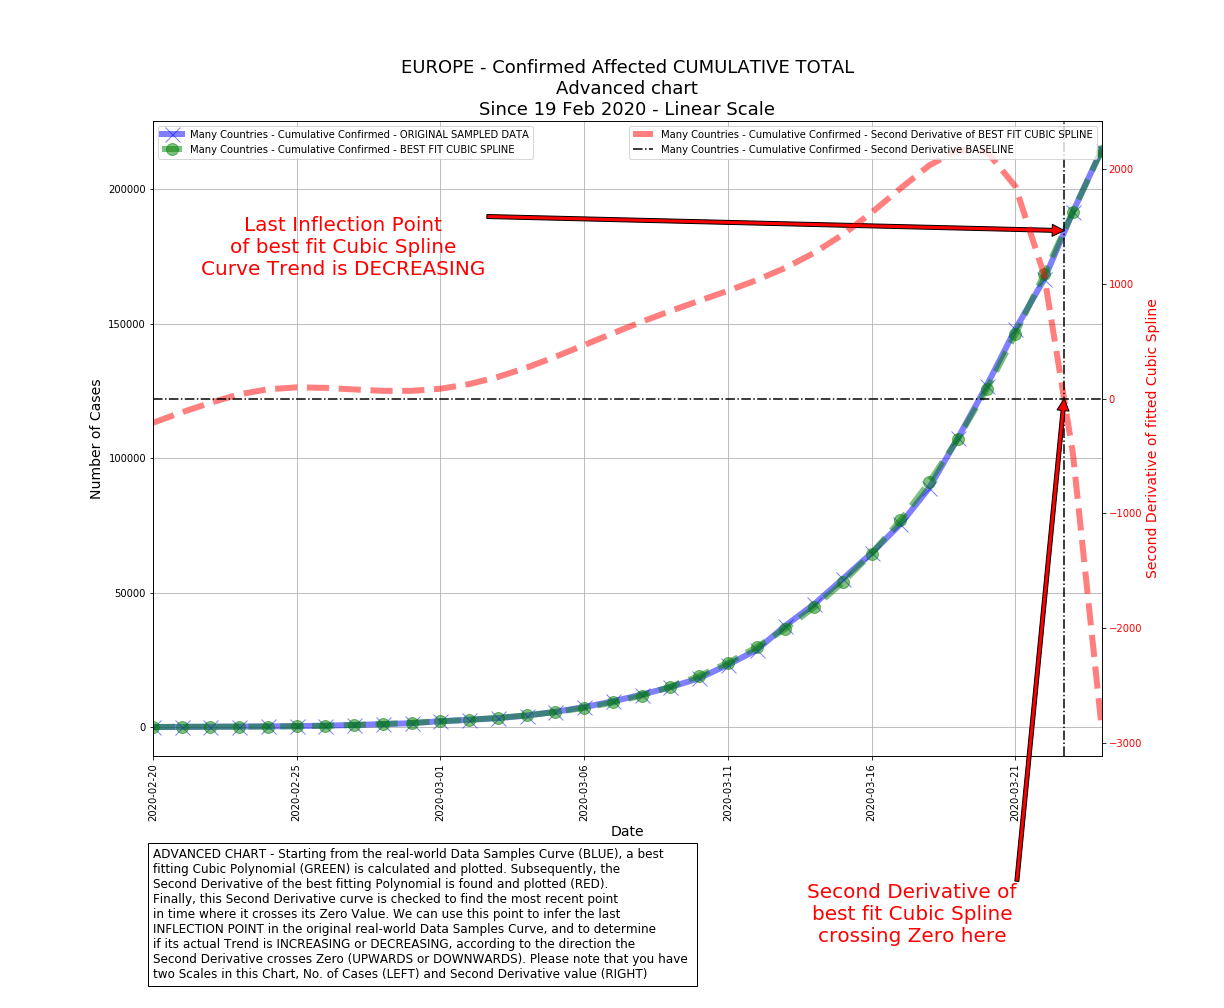 EUROPE - Confirmed Affected CUMULATIVE TOTAL
Advanced chart
Since 19 Feb 2020 - Linear Scale
Many Countries - Cumulative Confirmed - ORIGINAL SAMPLED DATA
Many Countries - Cumulative Confirmed - BEST FIT CUBIC SPLINE
Many Countries - Cumulative Confirmed - Second Derivative of BEST FIT CUBIC SPLINE
Many Countries - Cumulative Confirmed - Second Derivative BASELINE
Last Inflection Point
of best fit Cubic Spline
Curve Trend is DECREASING
Number of Cases
200000
150000
100000
50000
0
Second Derivative of fitted Cubic Spline
2000
1000
0
−1000
−2000
−3000
2020-02-20
2020-02-25
2020-03-01
2020-03-06
2020-03-11
2020-03-16
2020-03-21
Date
ADVANCED CHART - Starting from the real-world Data Samples Curve (BLUE), a best
fitting Cubic Polynomial (GREEN) is calculated and plotted. Subsequently, the
Second Derivative of the best fitting Polynomial is found and plotted (RED).
Finally, this Second Derivative curve is checked to find the most recent point
in time where it crosses its Zero Value. We can use this point to infer the last
INFLECTION POINT in the original real-world Data Samples Curve, and to determine
if its actual Trend is INCREASING or DECREASING, according to the direction the
Second Derivative crosses Zero (UPWARDS or DOWNWARDS). Please note that you have
two Scales in this Chart, No. of Cases (LEFT) and Second Derivative value (RIGHT)
Second Derivative of
best fit Cubic Spline
crossing Zero here